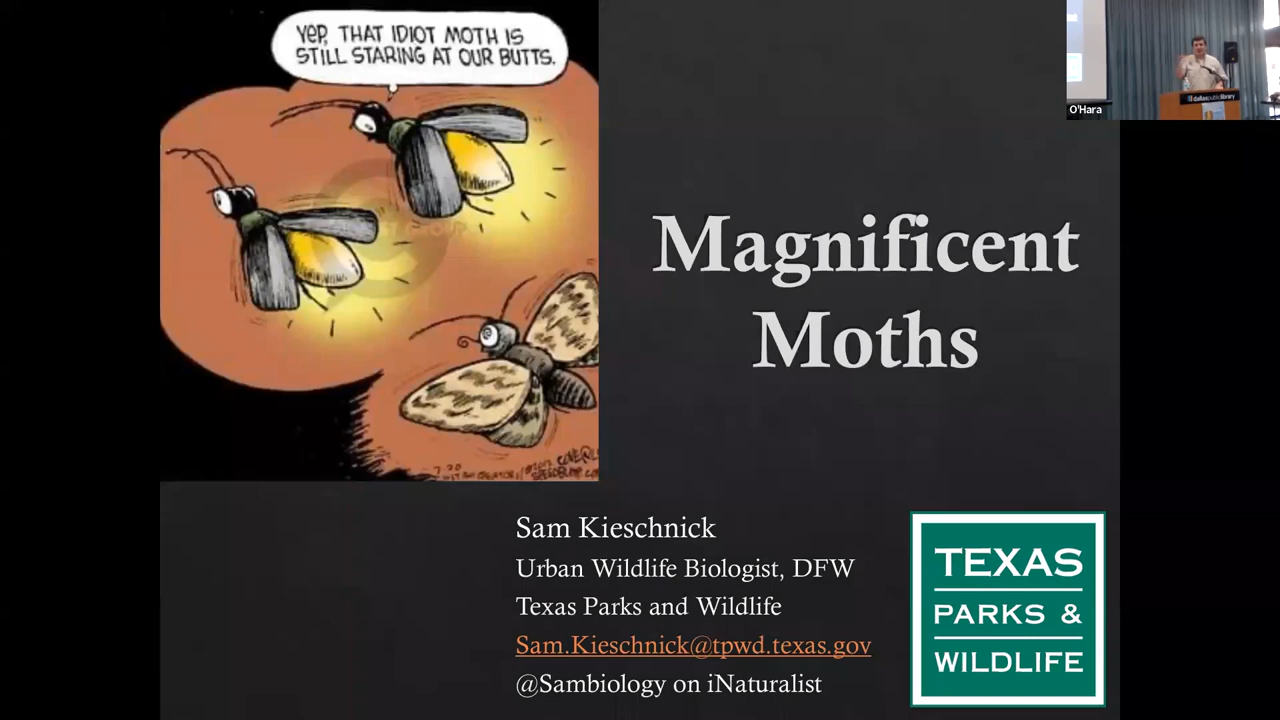 YEP, THAT IDIOT MOTH IS
STILL STARING AT OUR BUTTS.
Magnificent
Moths
Sam Kieschnick
Urban Wildlife Biologist, DFW
Texas Parks and Wildlife
Sam.Kieschnick@tpwd.texas.gov
@Sambiology on iNaturalist
TEXAS
PARKS &
WILDLIFE
O'Hara
dallaspubliclibrary